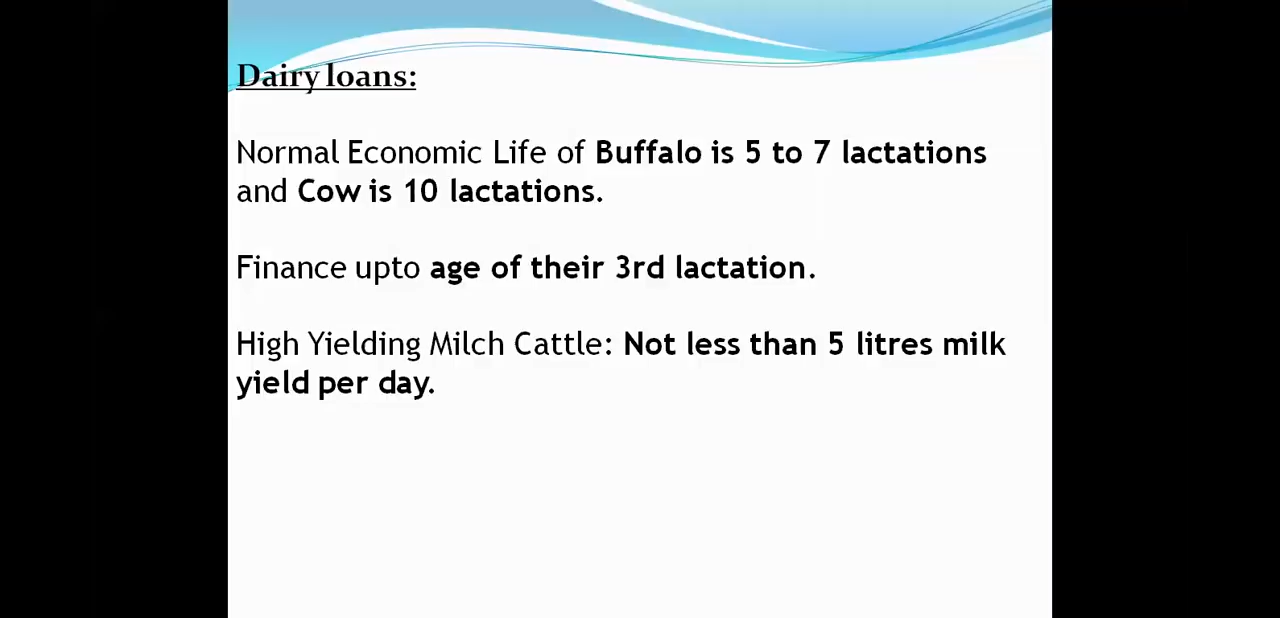 Dairy loans:
Normal Economic Life of Buffalo is 5 to 7 lactations
and Cow is 10 lactations.
Finance upto age of their 3rd lactation.
High Yielding Milch Cattle: Not less than 5 litres milk
yield per day.